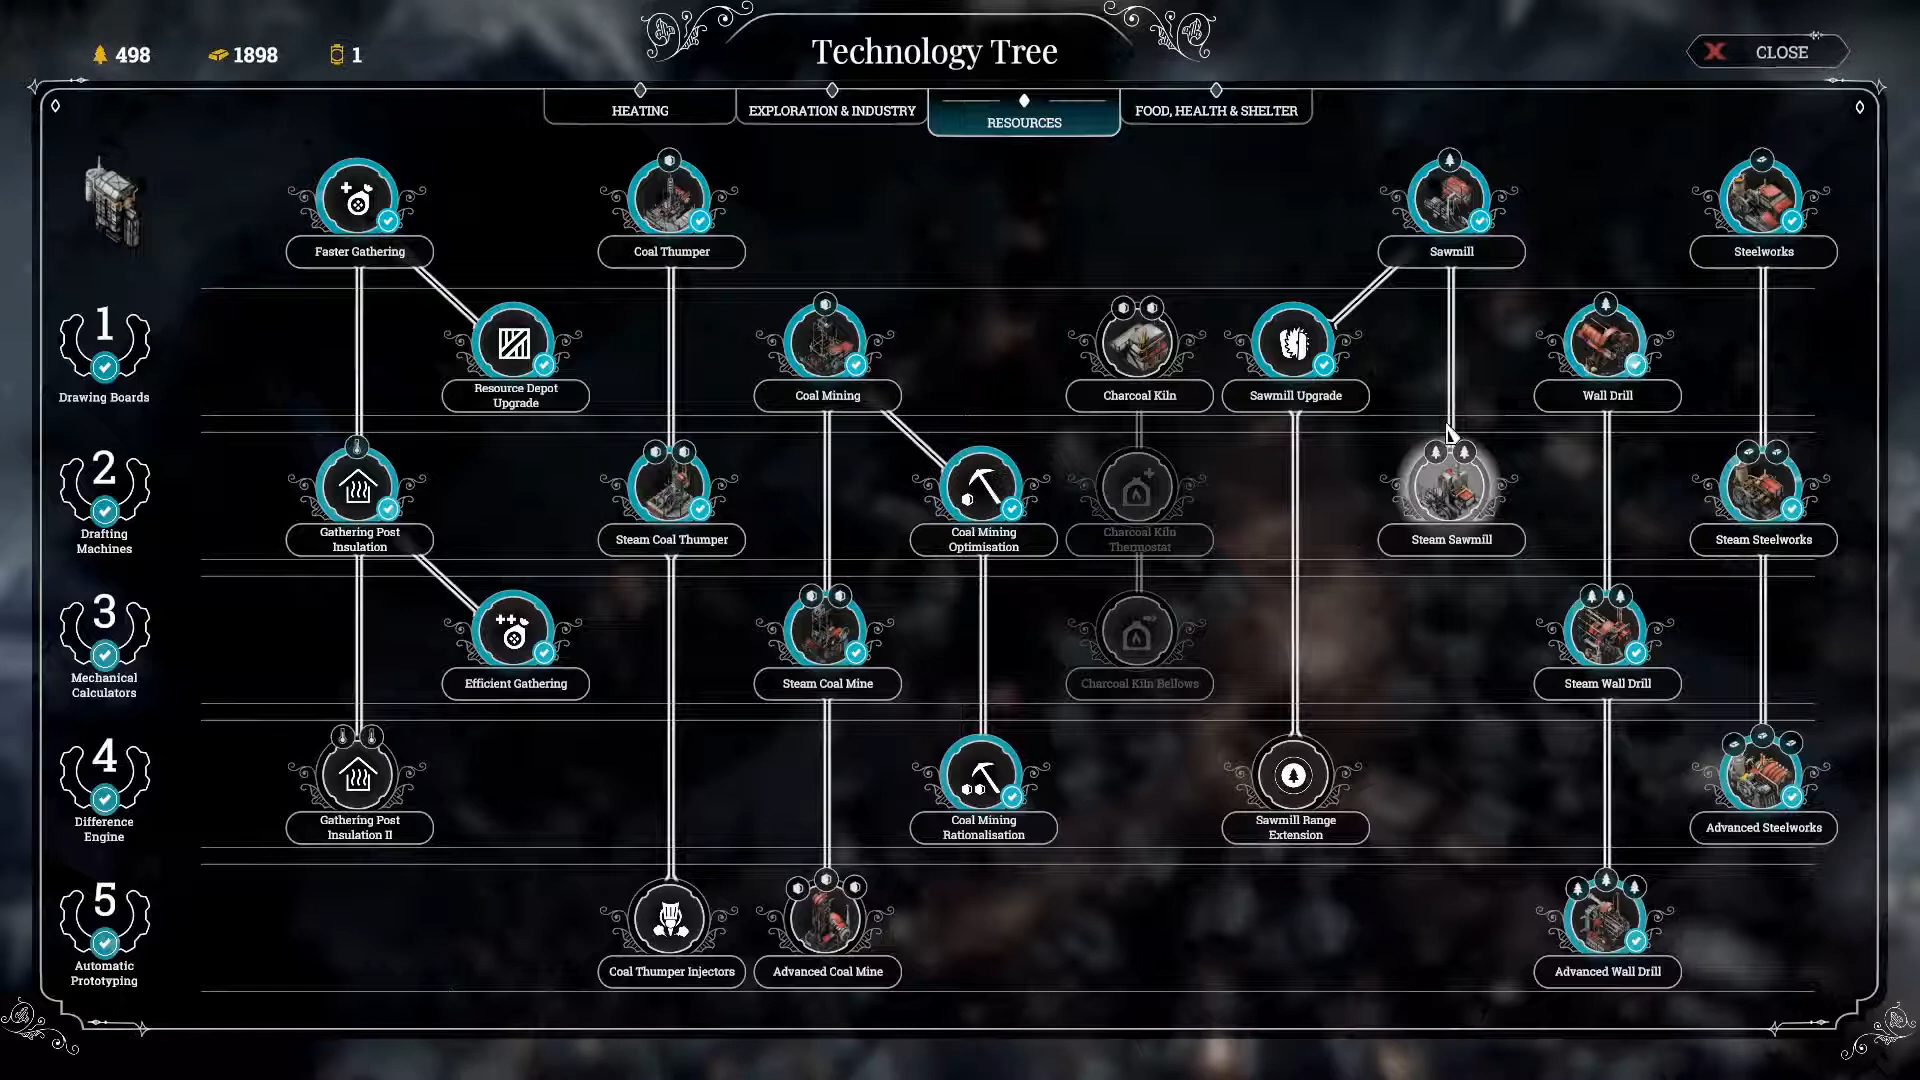 498
1898
1
Technology Tree
CLOSE
HEATING
EXPLORATION & INDUSTRY
RESOURCES
FOOD, HEALTH & SHELTER
Faster Gathering
Coal Thumper
Sawmill
Steelworks
1
Drawing Boards
Resource Depot
Upgrade
Coal Mining
Charcoal Kiln
Sawmill Upgrade
Wall Drill
2
Drafting
Machines
Gathering Post
Insulation
Steam Coal Thumper
Coal Mining
Optimisation
Charcoal Kiln
Thermostat
Steam Sawmill
Steam Steelworks
3
Mechanical
Calculators
Efficient Gathering
Steam Coal Mine
Charcoal Kiln Bellows
Steam Wall Drill
4
Difference
Engine
Gathering Post
Insulation II
Coal Mining
Rationalisation
Sawmill Range
Extension
Advanced Steelworks
5
Automatic
Prototyping
Coal Thumper Injectors
Advanced Coal Mine
Advanced Wall Drill